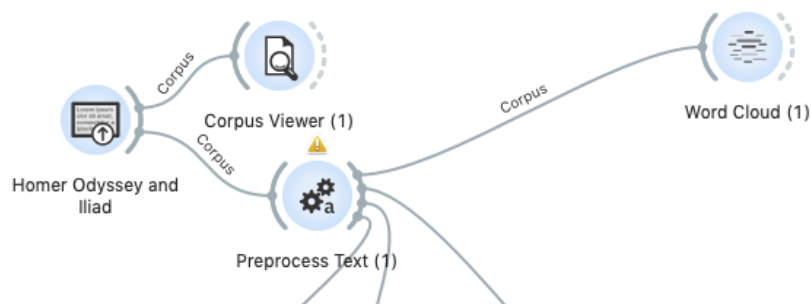 Corpus
Corpus Viewer (1)
Corpus
Word Cloud (1)
Corpus
Homer Odyssey and
Iliad
a
Preprocess Text (1)